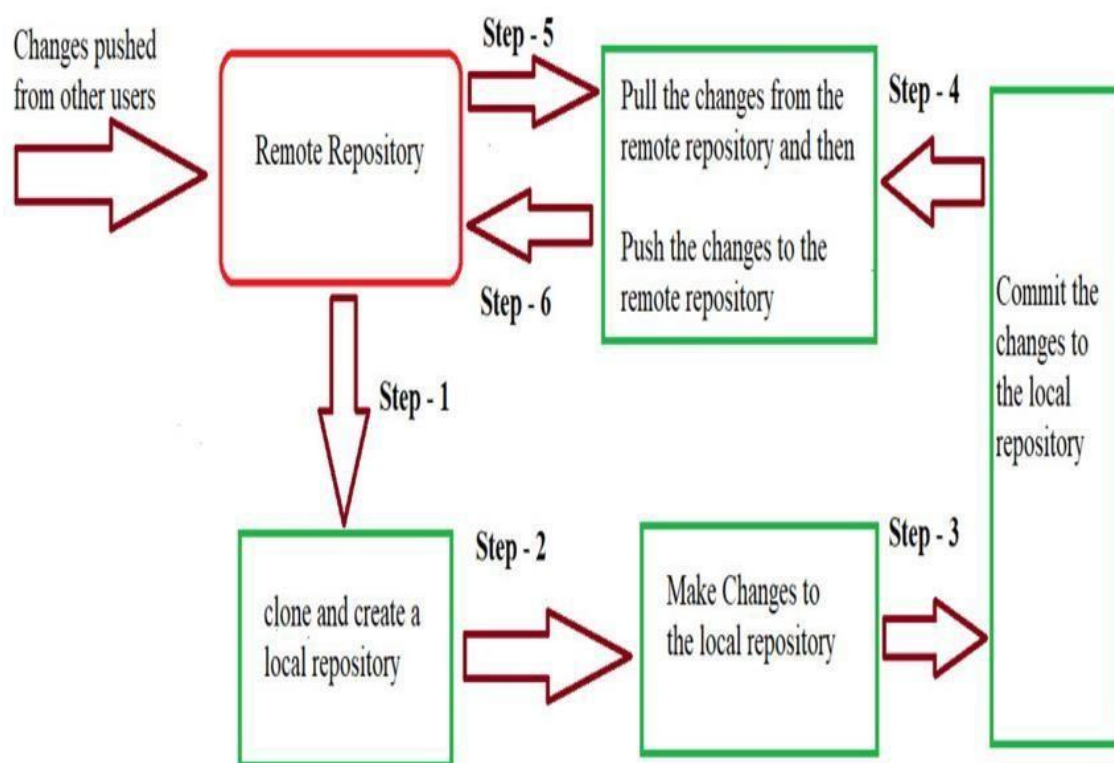 Changes pushed
from other users
Remote Repository
Step - 5
Pull the changes from the
remote repository and then
Push the changes to the
remote repository
Step - 4
Step - 6
Commit the
changes to
the local
repository
Step - 1
clone and create a
local repository
Step - 2
Make Changes to
the local repository
Step - 3